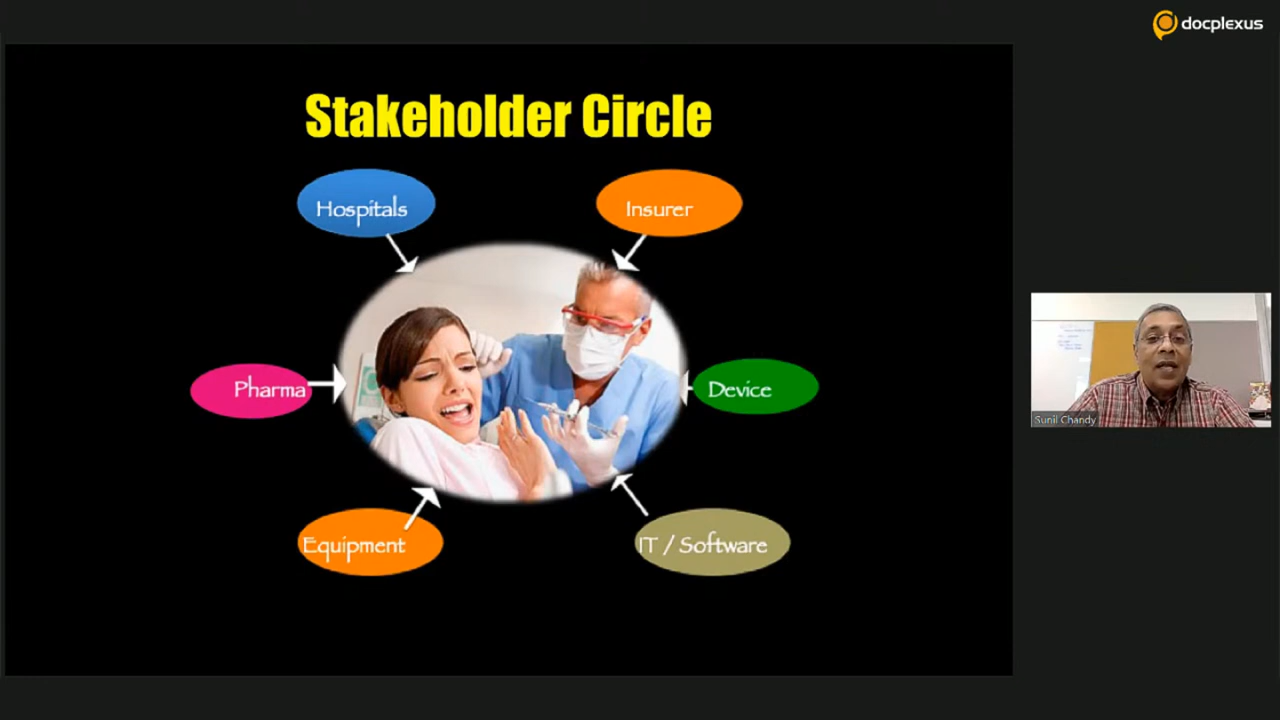 docplexus
Stakeholder Circle
Hospitals
Insurer
Pharma
Device
Equipment
IT / Software
Sunil Chandy